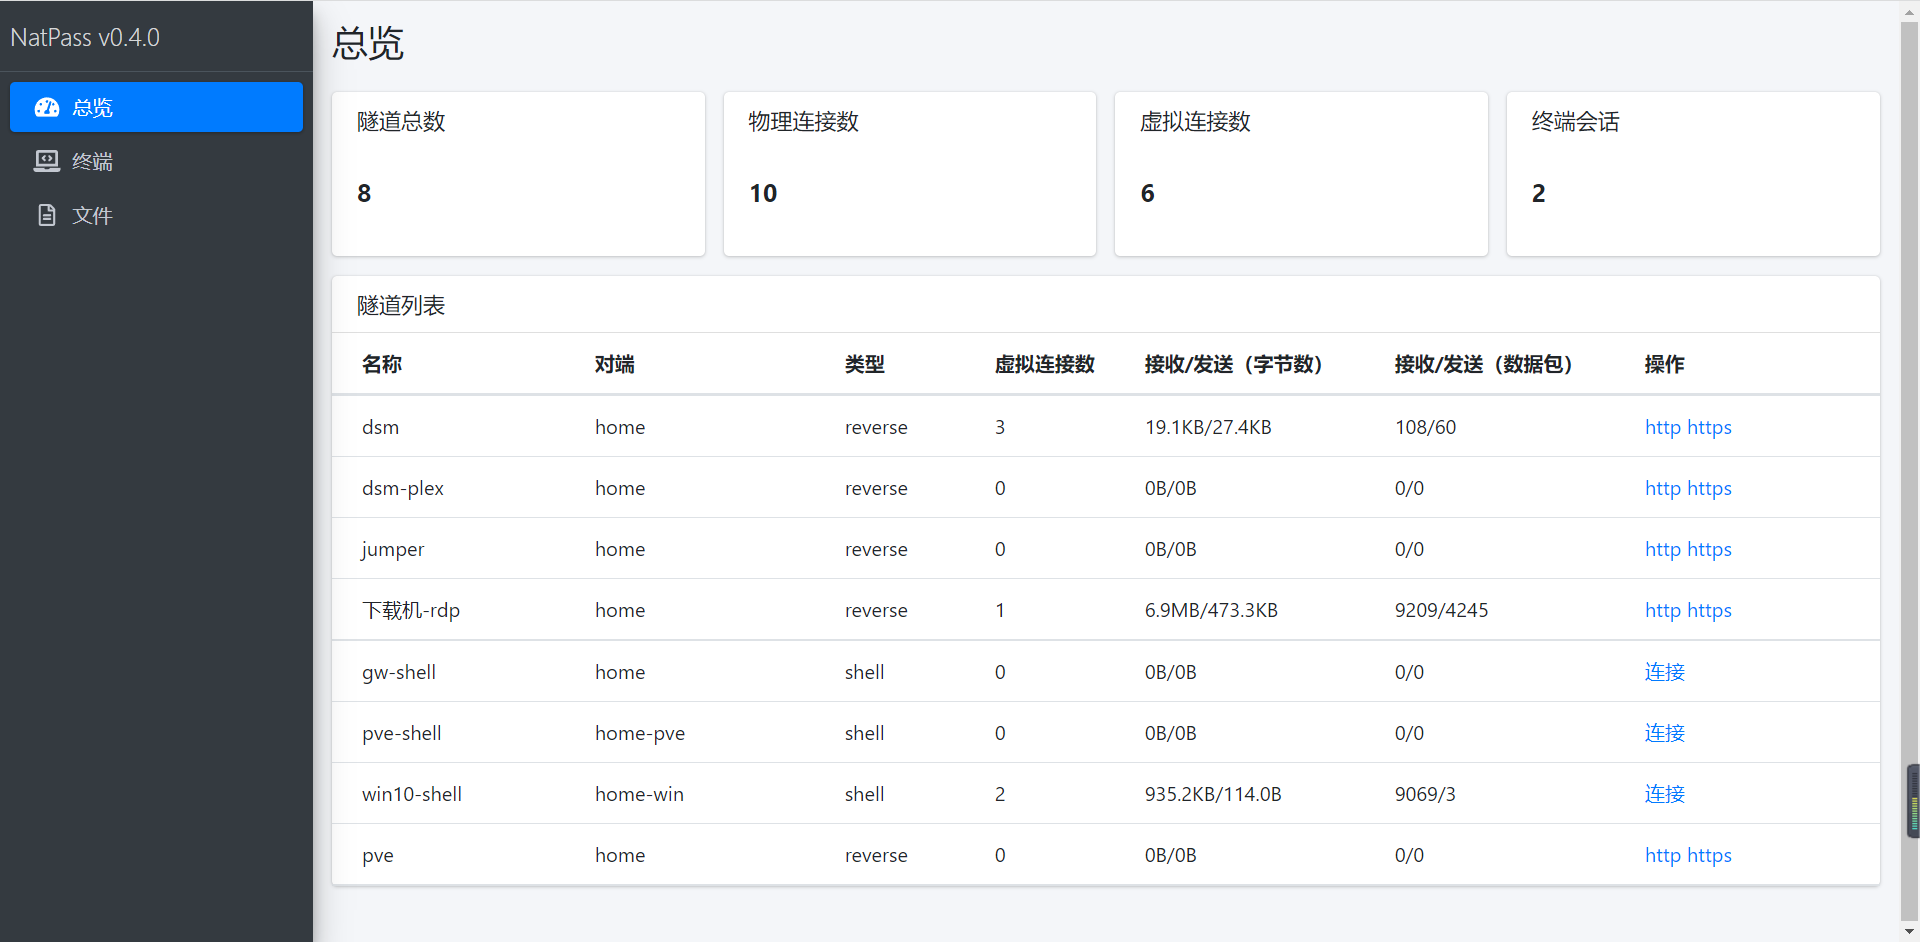 NatPass v0.4.0
总览
终端
文件
总览
隧道总数
8
物理连接数
10
虚拟连接数
6
终端会话
2
隧道列表
名称 对端 类型 虚拟连接数 接收/发送（字节数） 接收/发送（数据包） 操作
dsm home reverse 3 19.1KB/27.4KB 108/60 http https
dsm-plex home reverse 0 0B/0B 0/0 http https
jumper home reverse 0 0B/0B 0/0 http https
下载机-rdp home reverse 1 6.9MB/473.3KB 9209/4245 http https
gw-shell home shell 0 0B/0B 0/0 连接
pve-shell home-pve shell 0 0B/0B 0/0 连接
win10-shell home-win shell 2 935.2KB/114.0B 9069/3 连接
pve home reverse 0 0B/0B 0/0 http https